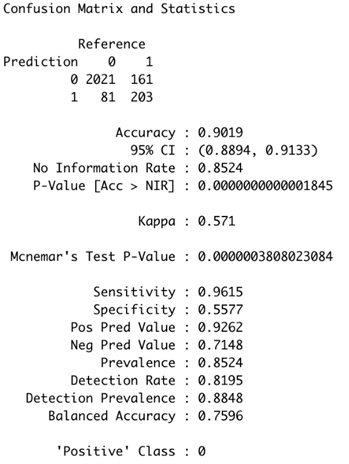 Confusion Matrix and Statistics
Reference
Prediction 0 1
0 2021 161
1 81 203
Accuracy : 0.9019
95% CI : (0.8894, 0.9133)
No Information Rate : 0.8524
P-Value [Acc > NIR] : 0.0000000000001845
Kappa : 0.571
Mcnemar's Test P-Value : 0.0000003808023084
Sensitivity : 0.9615
Specificity : 0.5577
Pos Pred Value : 0.9262
Neg Pred Value : 0.7148
Prevalence : 0.8524
Detection Rate : 0.8195
Detection Prevalence : 0.8848
Balanced Accuracy : 0.7596
'Positive' Class : 0